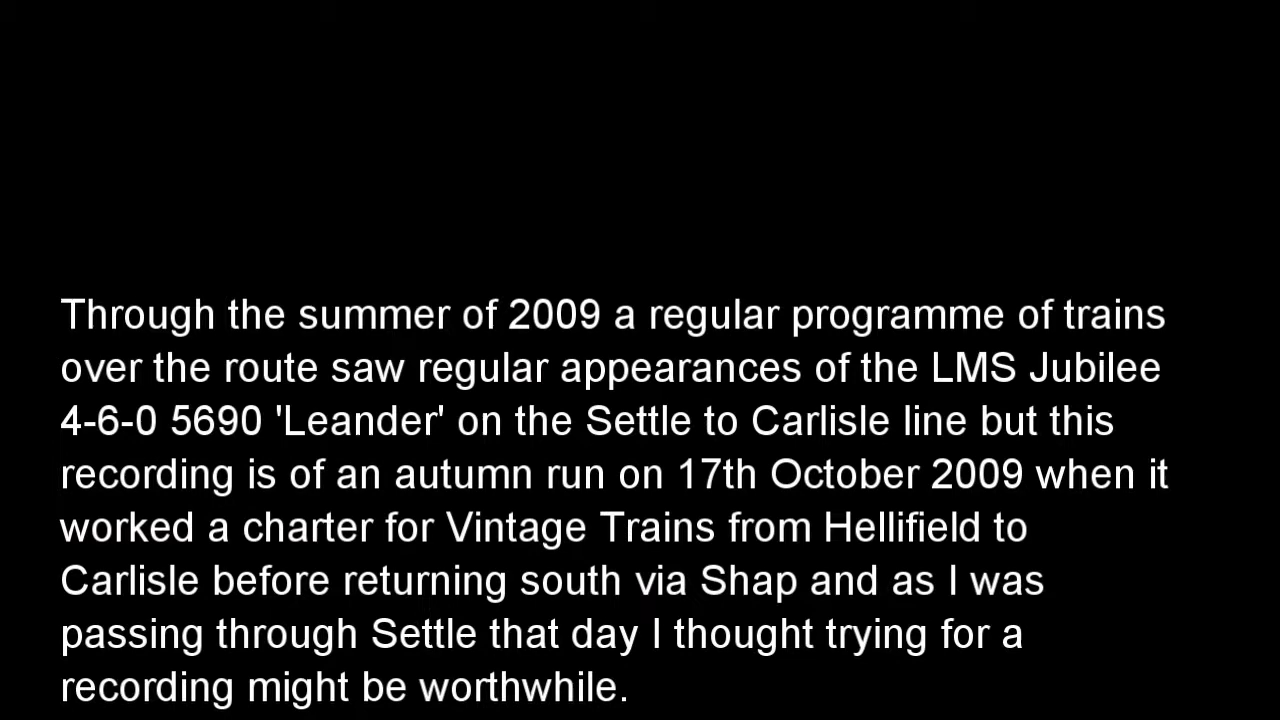 Through the summer of 2009 a regular programme of trains
over the route saw regular appearances of the LMS Jubilee
4-6-0 5690 'Leander' on the Settle to Carlisle line but this
recording is of an autumn run on 17th October 2009 when it
worked a charter for Vintage Trains from Hellifield to
Carlisle before returning south via Shap and as I was
passing through Settle that day I thought trying for a
recording might be worthwhile.